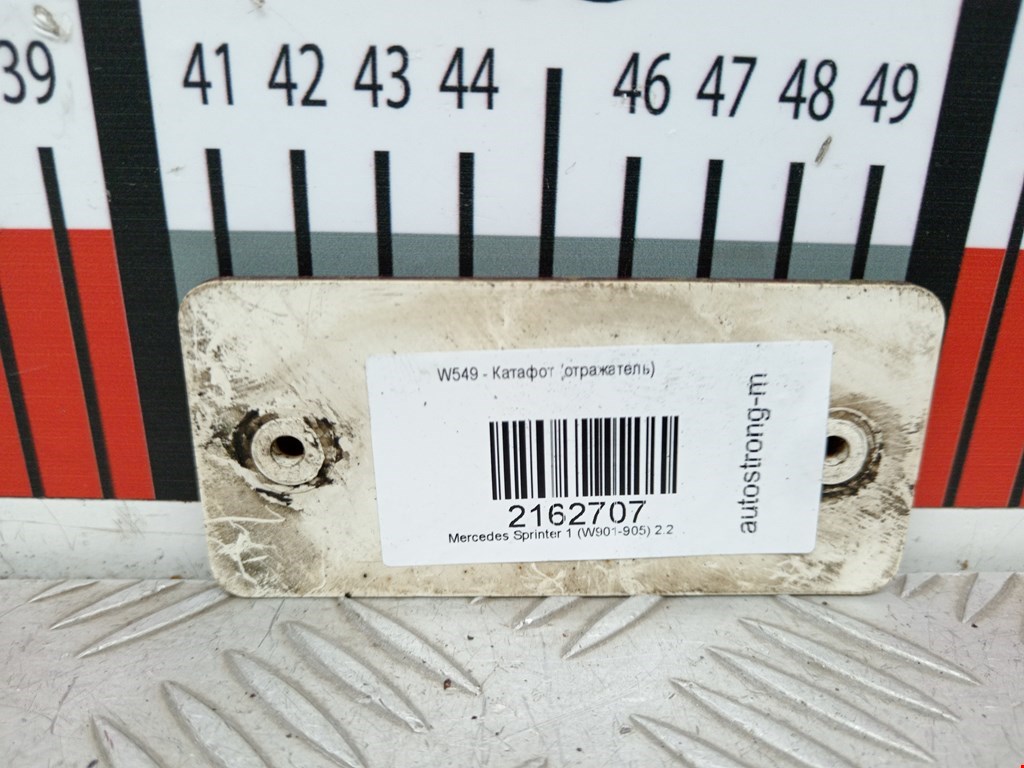 39 41 42 43 44 46 47 48 49
W549 - Катафот (отражатель)
2162707
Mercedes Sprinter 1 (W901-905) 2.2
autostrong-m